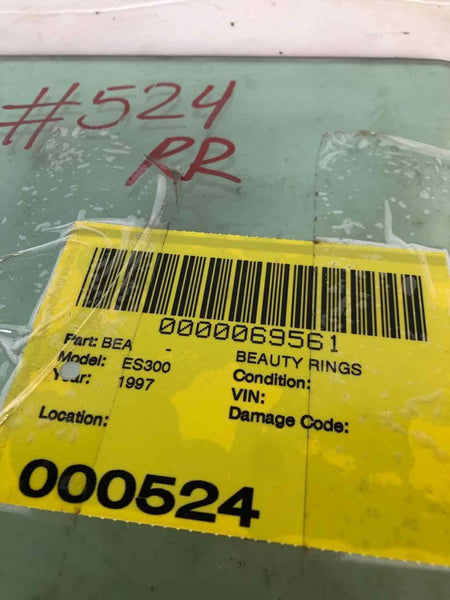 #524
RR
0000069561
Part: BEA - BEAUTY RINGS
Model: ES300 Condition:
Year: 1997 VIN:
Location: Damage Code:
000524